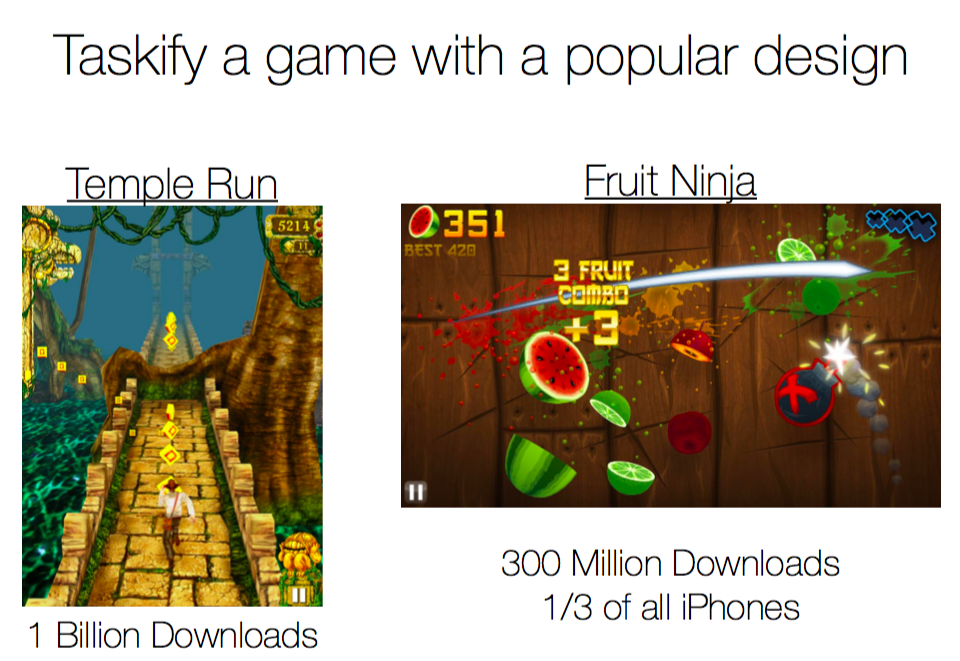 Taskify a game with a popular design
Temple Run
Fruit Ninja
5214
11
351
BEST 420
3 FRUIT
COMBO
+3
1 Billion Downloads
300 Million Downloads
1/3 of all iPhones